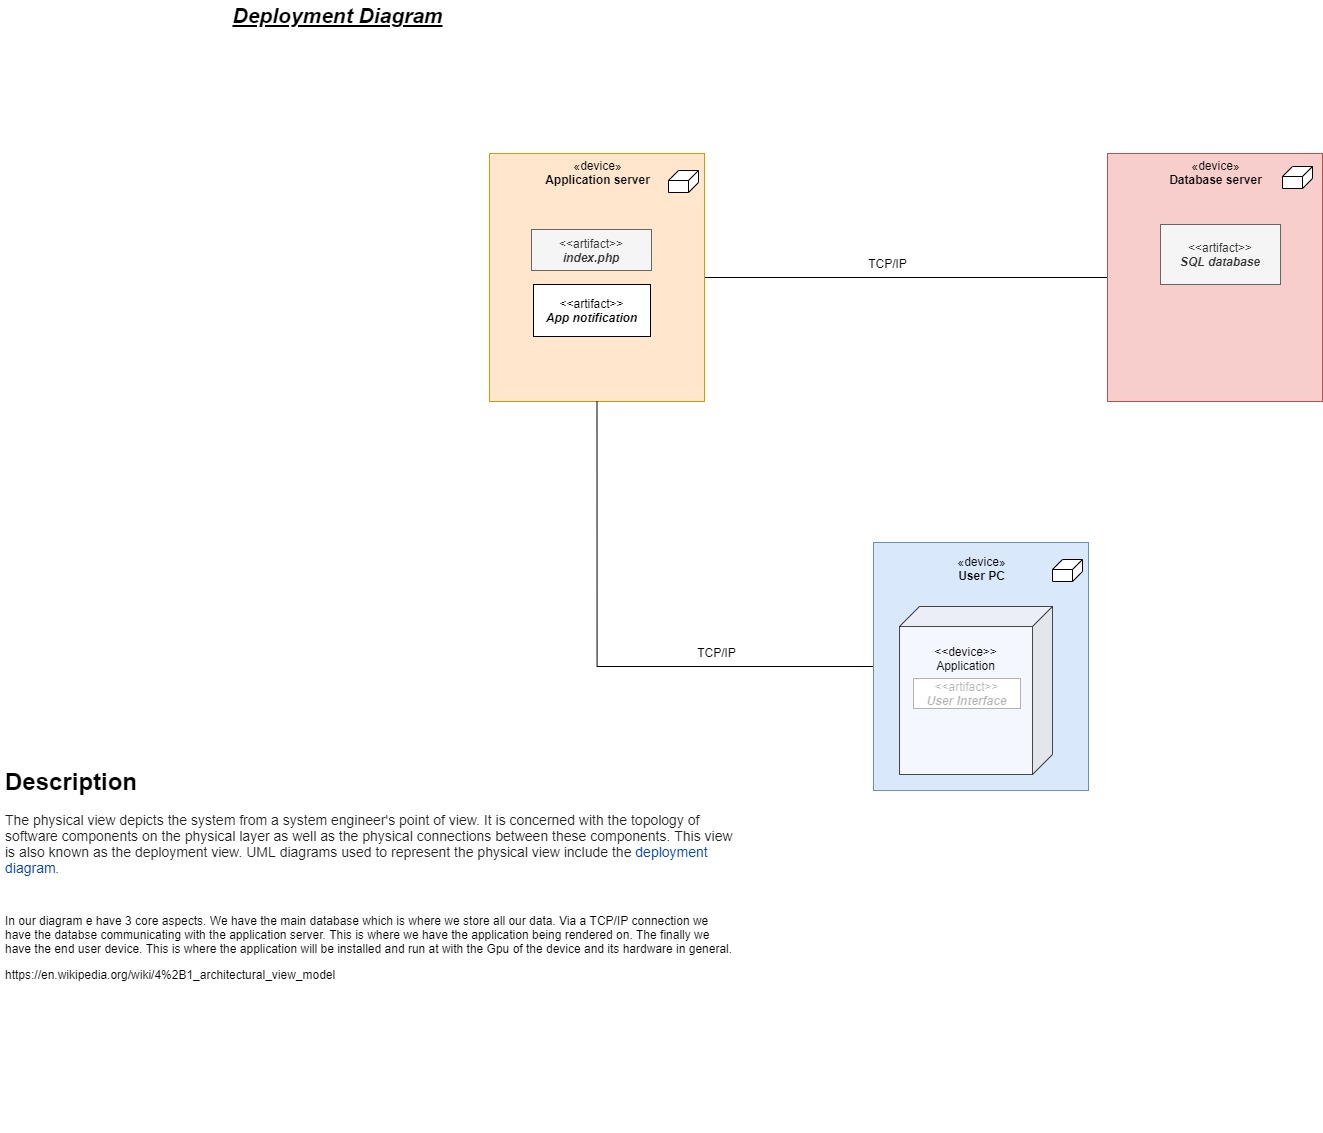 Deployment Diagram
«device»
Application server
<<artifact>>
index.php
<<artifact>>
App notification
TCP/IP
«device»
Database server
<<artifact>>
SQL database
TCP/IP
«device»
User PC
<<device>>
Application
<<artifact>>
User Interface
Description
The physical view depicts the system from a system engineer's point of view. It is concerned with the topology of
software components on the physical layer as well as the physical connections between these components. This view
is also known as the deployment view. UML diagrams used to represent the physical view include the deployment
diagram.
In our diagram e have 3 core aspects. We have the main database which is where we store all our data. Via a TCP/IP connection we
have the databse communicating with the application server. This is where we have the application being rendered on. The finally we
have the end user device. This is where the application will be installed and run at with the Gpu of the device and its hardware in general.
https://en.wikipedia.org/wiki/4%2B1_architectural_view_model